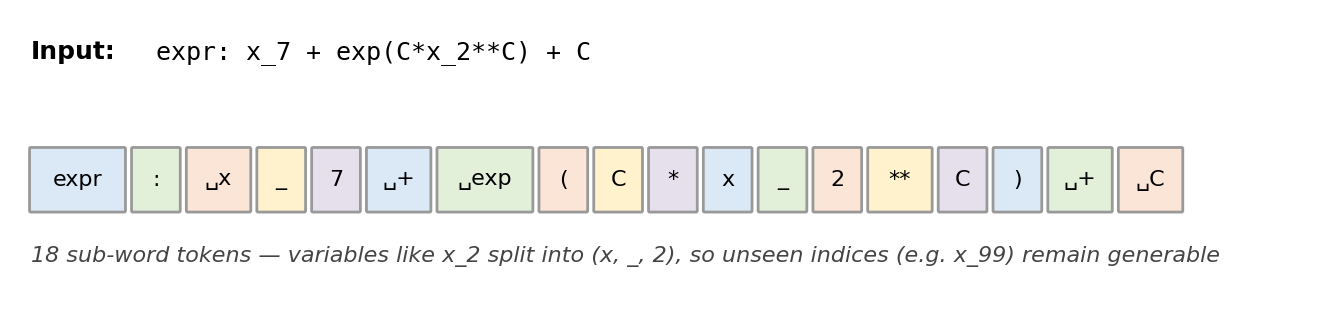 Input: expr: x_7 + exp(C*x_2**C) + C
expr : ␣x _ 7 ␣+ ␣exp ( C * x _ 2 ** C ) ␣+ ␣C
18 sub-word tokens — variables like x_2 split into (x, _, 2), so unseen indices (e.g. x_99) remain generable